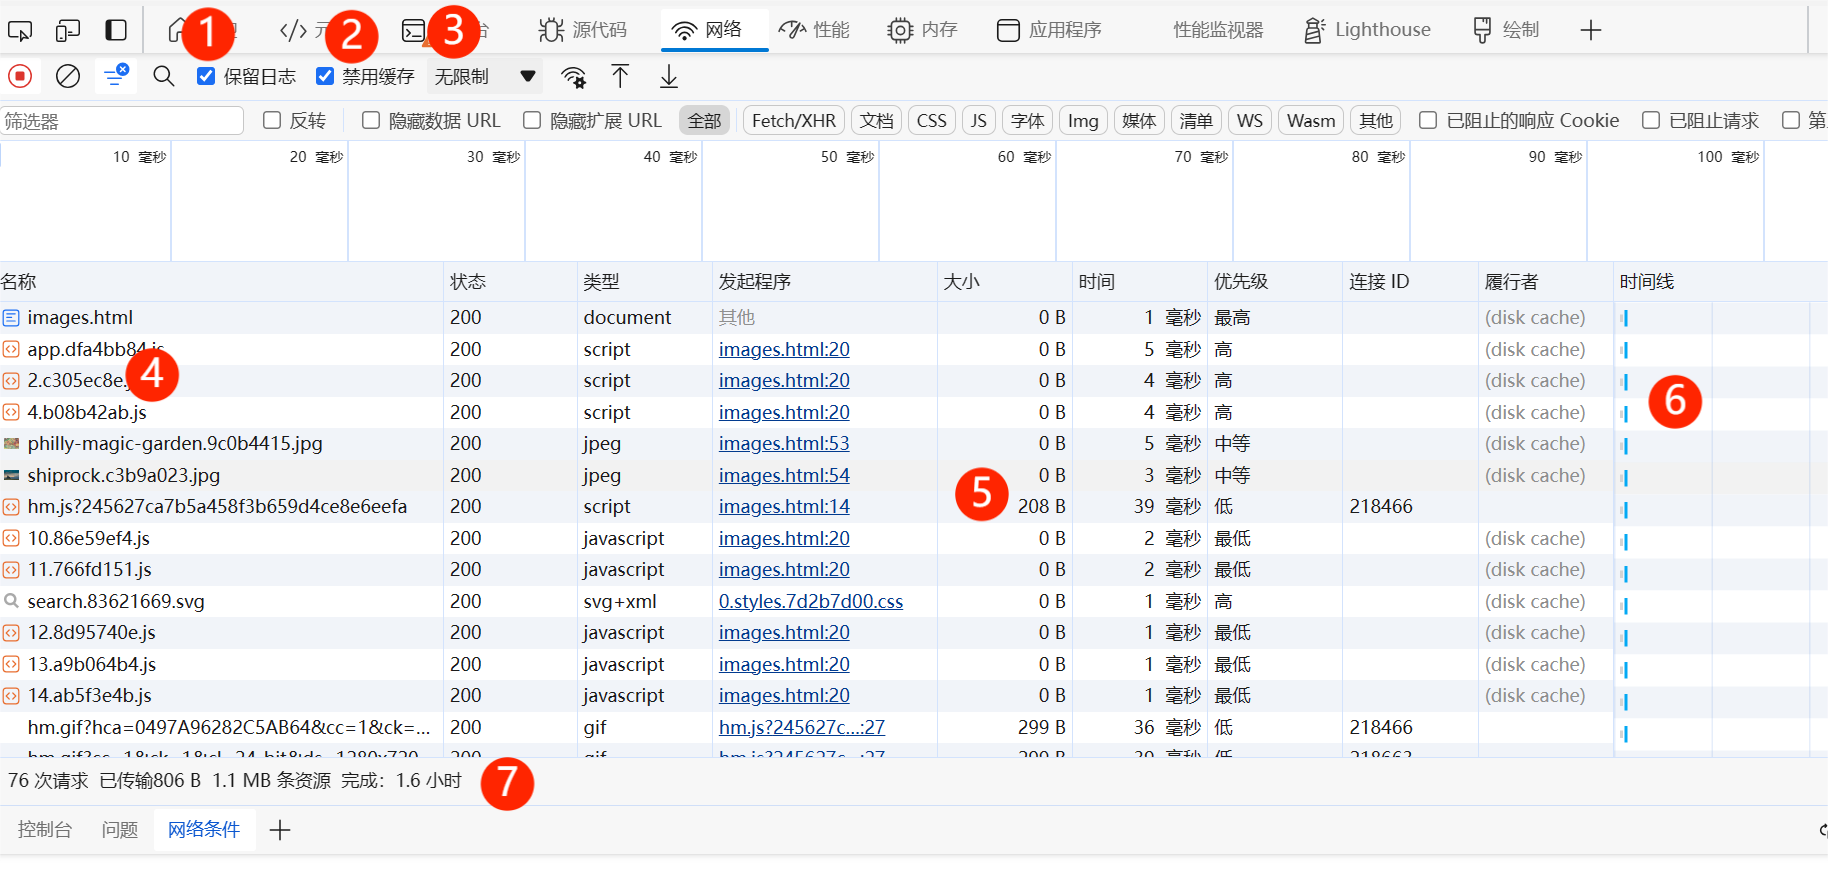 1 </> 2 3 源代码 网络 性能 内存 应用程序 性能监视器 Lighthouse 绘制
保留日志 禁用缓存 无限制
筛选器 反转 隐藏数据 URL 隐藏扩展 URL 全部 Fetch/XHR 文档 CSS JS 字体 Img 媒体 清单 WS Wasm 其他 已阻止的响应 Cookie 已阻止请求 第
10 毫秒 20 毫秒 30 毫秒 40 毫秒 50 毫秒 60 毫秒 70 毫秒 80 毫秒 90 毫秒 100 毫秒
名称 状态 类型 发起程序 大小 时间 优先级 连接 ID 履行者 时间线
images.html 200 document 其他 0 B 1 毫秒 最高 (disk cache)
app.dfa4bb84.js 200 script images.html:20 0 B 5 毫秒 高 (disk cache)
2.c305ec8e. 4 200 script images.html:20 0 B 4 毫秒 高 (disk cache) 6
4.b08b42ab.js 200 script images.html:20 0 B 4 毫秒 高 (disk cache)
philly-magic-garden.9c0b4415.jpg 200 jpeg images.html:53 0 B 5 毫秒 中等 (disk cache)
shiprock.c3b9a023.jpg 200 jpeg images.html:54 0 B 3 毫秒 中等 (disk cache)
hm.js?245627ca7b5a458f3b659d4ce8e6eefa 200 script images.html:14 5 208 B 39 毫秒 低 218466
10.86e59ef4.js 200 javascript images.html:20 0 B 2 毫秒 最低 (disk cache)
11.766fd151.js 200 javascript images.html:20 0 B 2 毫秒 最低 (disk cache)
search.83621669.svg 200 svg+xml 0.styles.7d2b7d00.css 0 B 1 毫秒 高 (disk cache)
12.8d95740e.js 200 javascript images.html:20 0 B 1 毫秒 最低 (disk cache)
13.a9b064b4.js 200 javascript images.html:20 0 B 1 毫秒 最低 (disk cache)
14.ab5f3e4b.js 200 javascript images.html:20 0 B 1 毫秒 最低 (disk cache)
hm.gif?hca=0497A96282C5AB64&cc=1&ck=... 200 gif hm.js?245627c...:27 299 B 36 毫秒 低 218466
76 次请求 已传输806 B 1.1 MB 条资源 完成: 1.6 小时 7
控制台 问题 网络条件